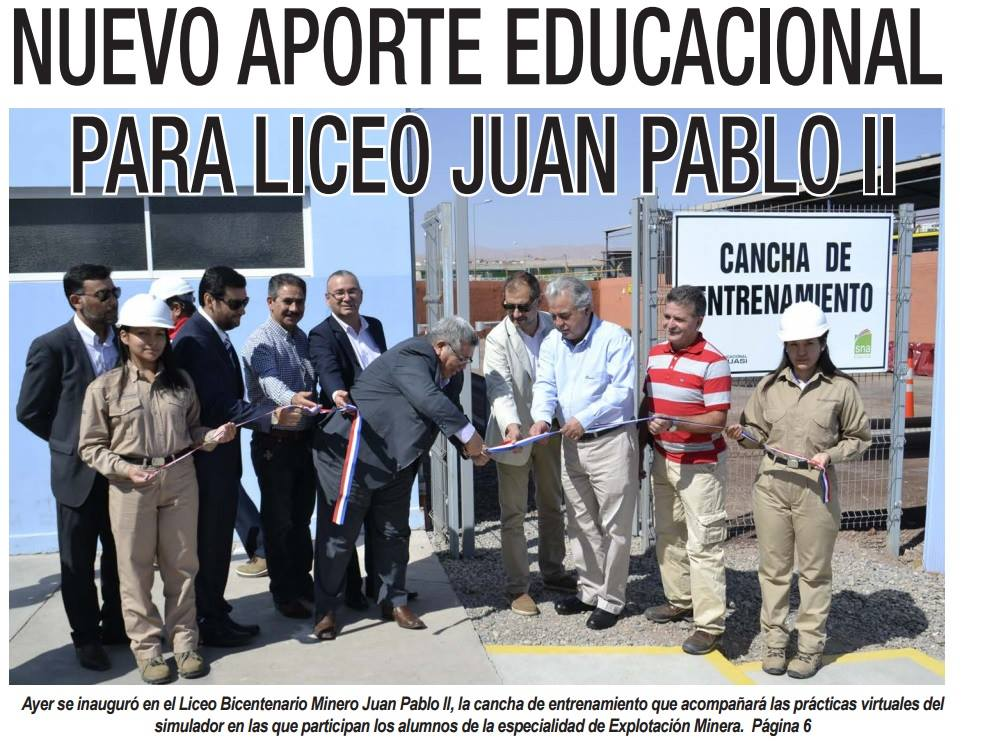 NUEVO APORTE EDUCACIONAL
PARA LICEO JUAN PABLO II
CANCHA DE
ENTRENAMIENTO
sna
Ayer se inauguró en el Liceo Bicentenario Minero Juan Pablo II, la cancha de entrenamiento que acompañará las prácticas virtuales del
simulador en las que participan los alumnos de la especialidad de Explotación Minera. Página 6